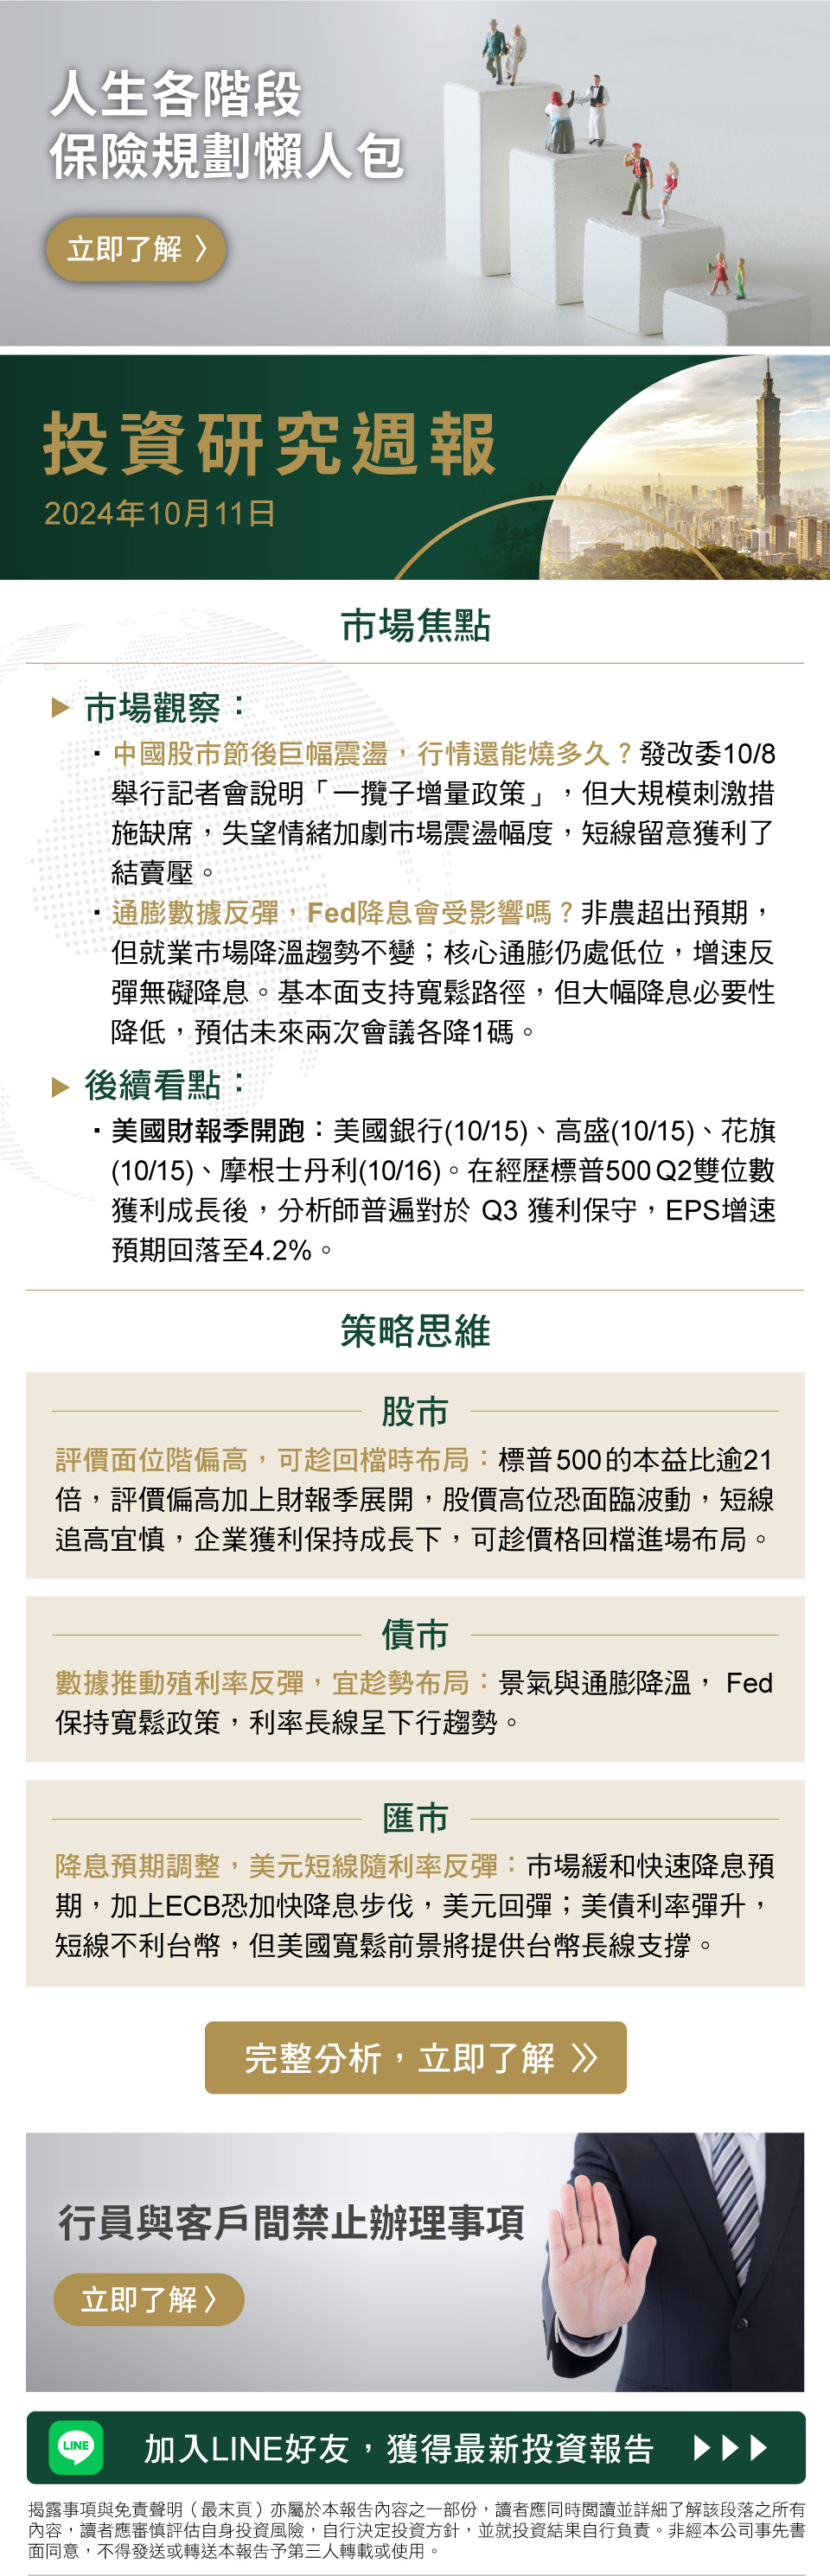 人生各階段
保險規劃懶人包
立即了解 〉
投資研究週報
2024年10月11日
市場焦點
▶ 市場觀察：
・中國股市節後巨幅震盪，行情還能燒多久？發改委10/8
舉行記者會說明「一攬子增量政策」，但大規模刺激措
施缺席，失望情緒加劇市場震盪幅度，短線留意獲利了
結賣壓。
・通膨數據反彈，Fed降息會受影響嗎？非農超出預期，
但就業市場降溫趨勢不變；核心通膨仍處低位，增速反
彈無礙降息。基本面支持寬鬆路徑，但大幅降息必要性
降低，預估未來兩次會議各降1碼。
▶ 後續看點：
・美國財報季開跑：美國銀行(10/15)、高盛(10/15)、花旗
(10/15)、摩根士丹利(10/16)。在經歷標普500 Q2雙位數
獲利成長後，分析師普遍對於 Q3 獲利保守，EPS增速
預期回落至4.2%。
策略思維
股市
評價面位階偏高，可趁回檔時布局：標普500的本益比逾21
倍，評價偏高加上財報季展開，股價高位恐面臨波動，短線
追高宜慎，企業獲利保持成長下，可趁價格回檔進場布局。
債市
數據推動殖利率反彈，宜趁勢布局：景氣與通膨降溫， Fed
保持寬鬆政策，利率長線呈下行趨勢。
匯市
降息預期調整，美元短線隨利率反彈：市場緩和快速降息預
期，加上ECB恐加快降息步伐，美元回彈；美債利率彈升，
短線不利台幣，但美國寬鬆前景將提供台幣長線支撐。
完整分析，立即了解 》
行員與客戶間禁止辦理事項
立即了解 〉
LINE 加入LINE好友，獲得最新投資報告 ▶▶▶
揭露事項與免責聲明（最末頁）亦屬於本報告內容之一部份，讀者應同時閱讀並詳細了解該段落之所有
內容，讀者應審慎評估自身投資風險，自行決定投資方針，並就投資結果自行負責。非經本公司事先書
面同意，不得發送或轉送本報告予第三人轉載或使用。